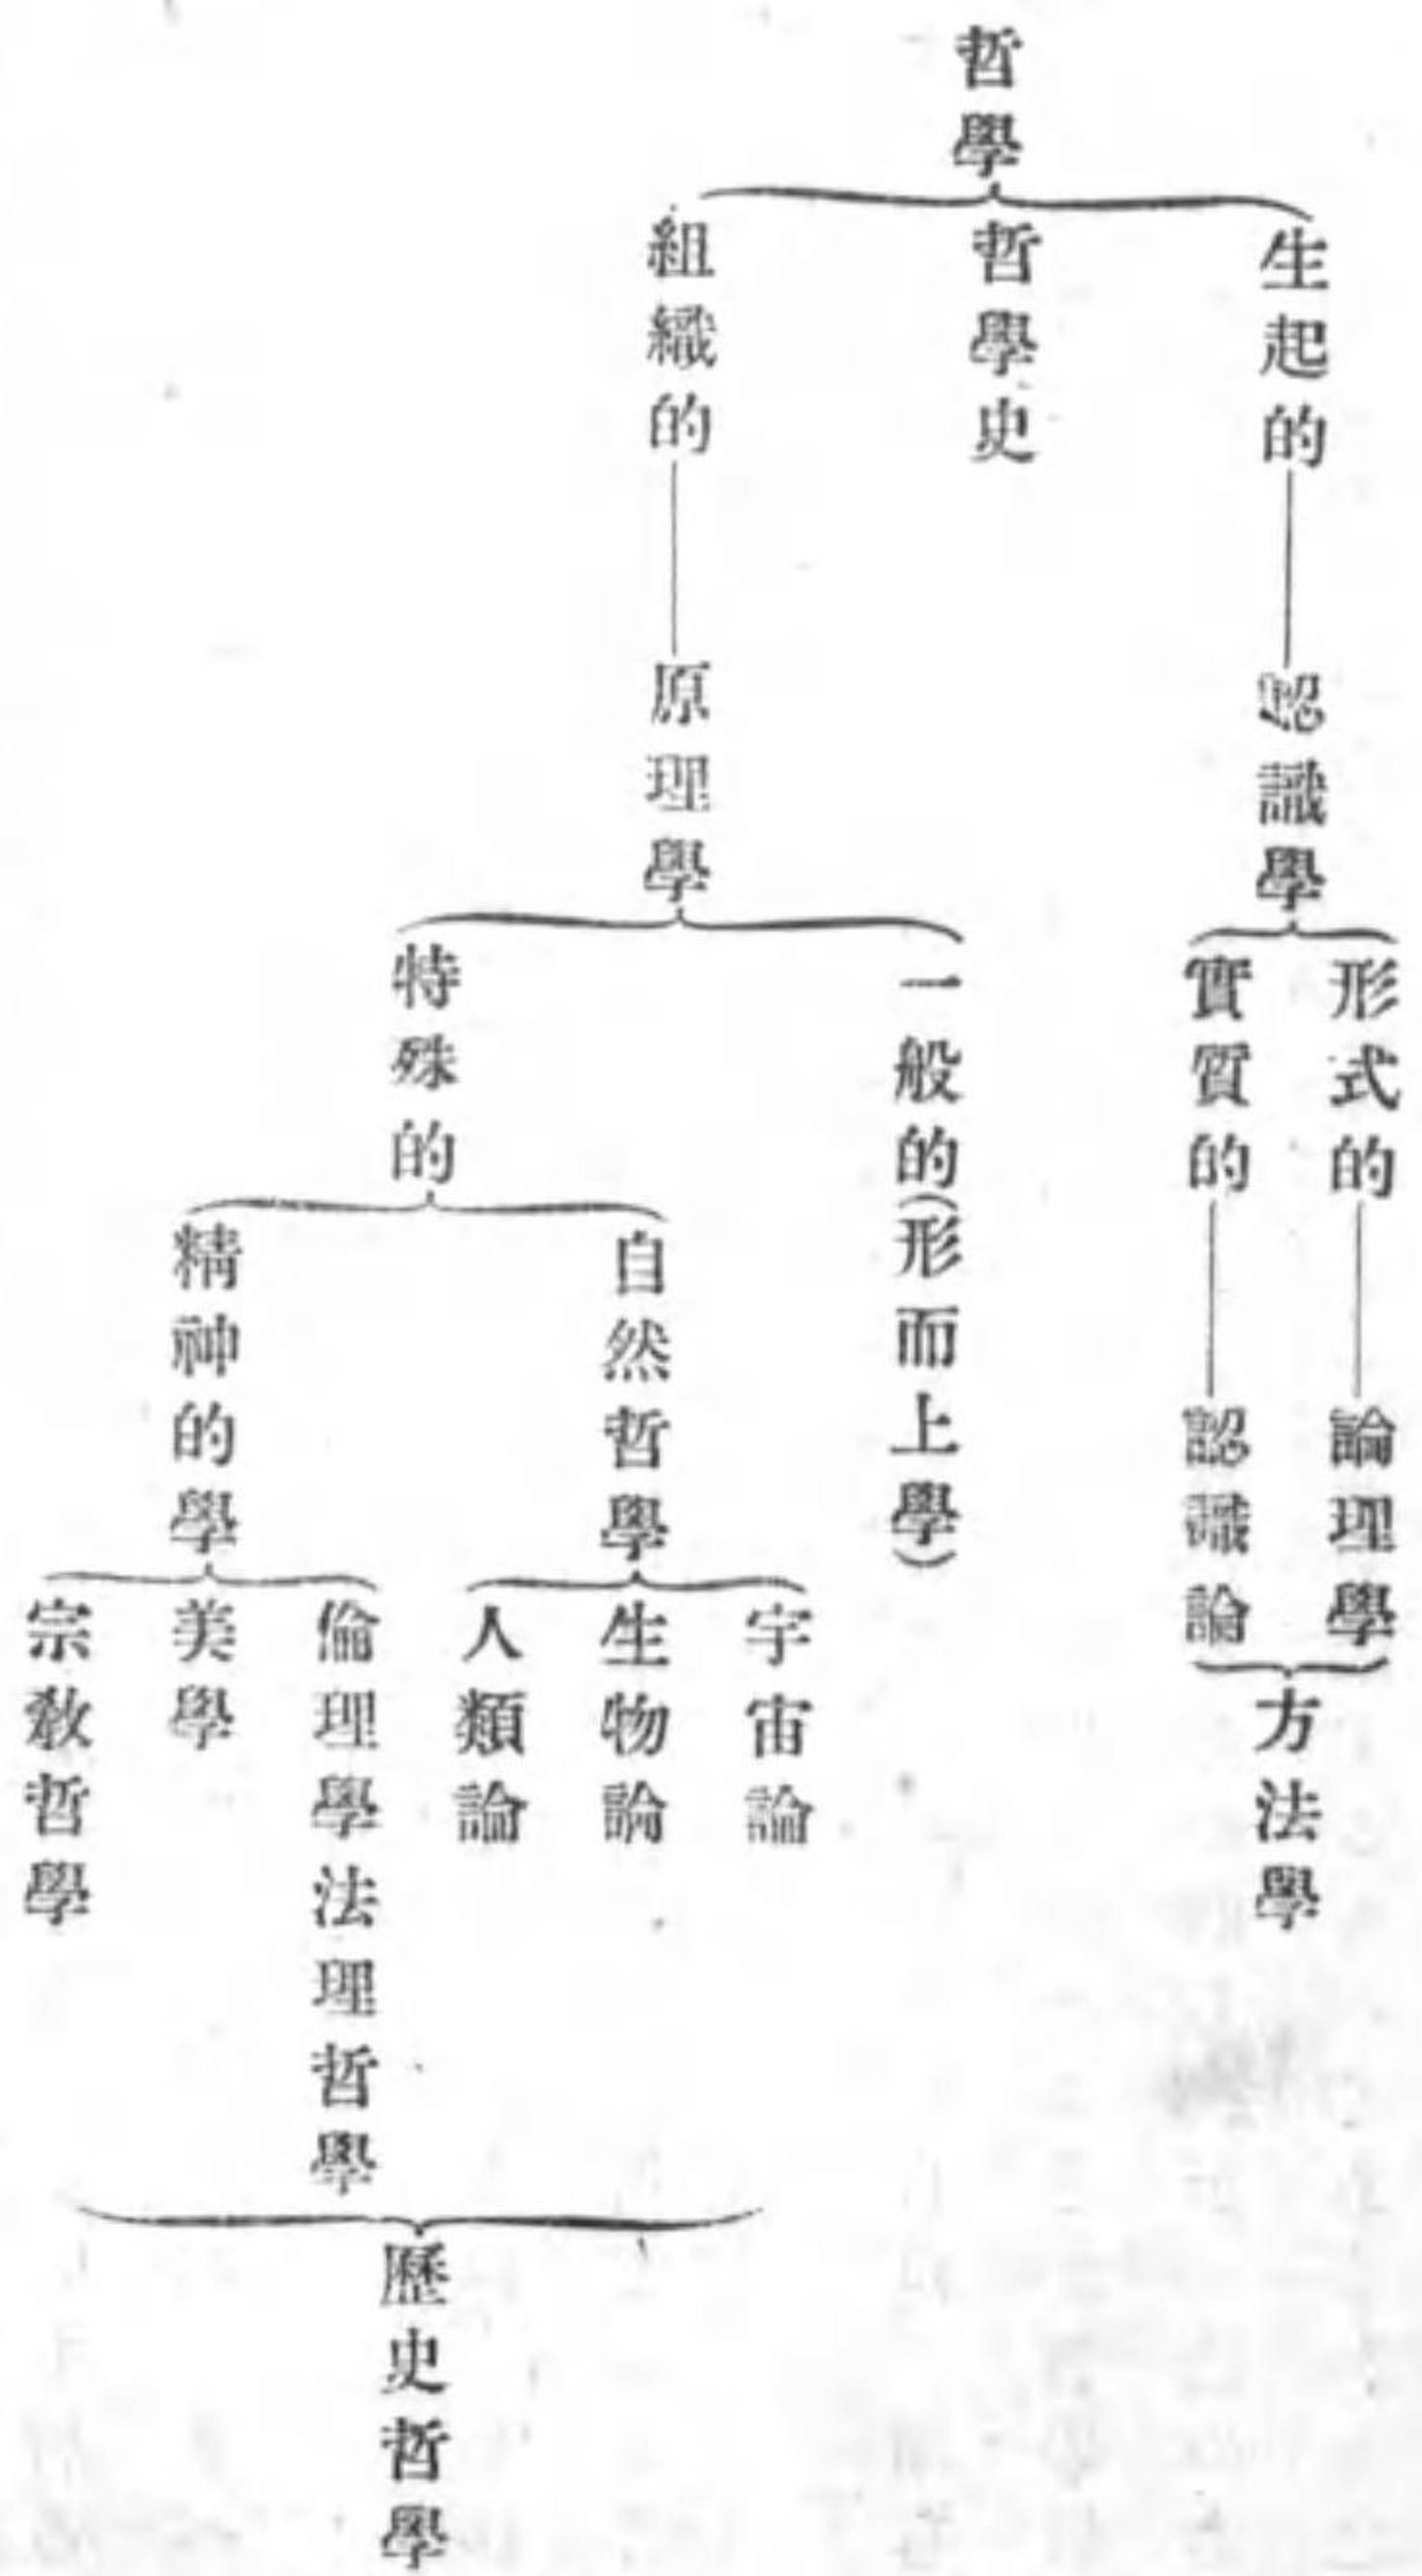 哲學
生起的
哲學史
組織的
認識學
原理學
形式的
實質的
一般的(形而上學)
特殊的
論理學
認識論
方法學
自然哲學
精神的學
宇宙論
生物論
人類論
倫理學法理哲學
美學
宗敎哲學
歷史哲學